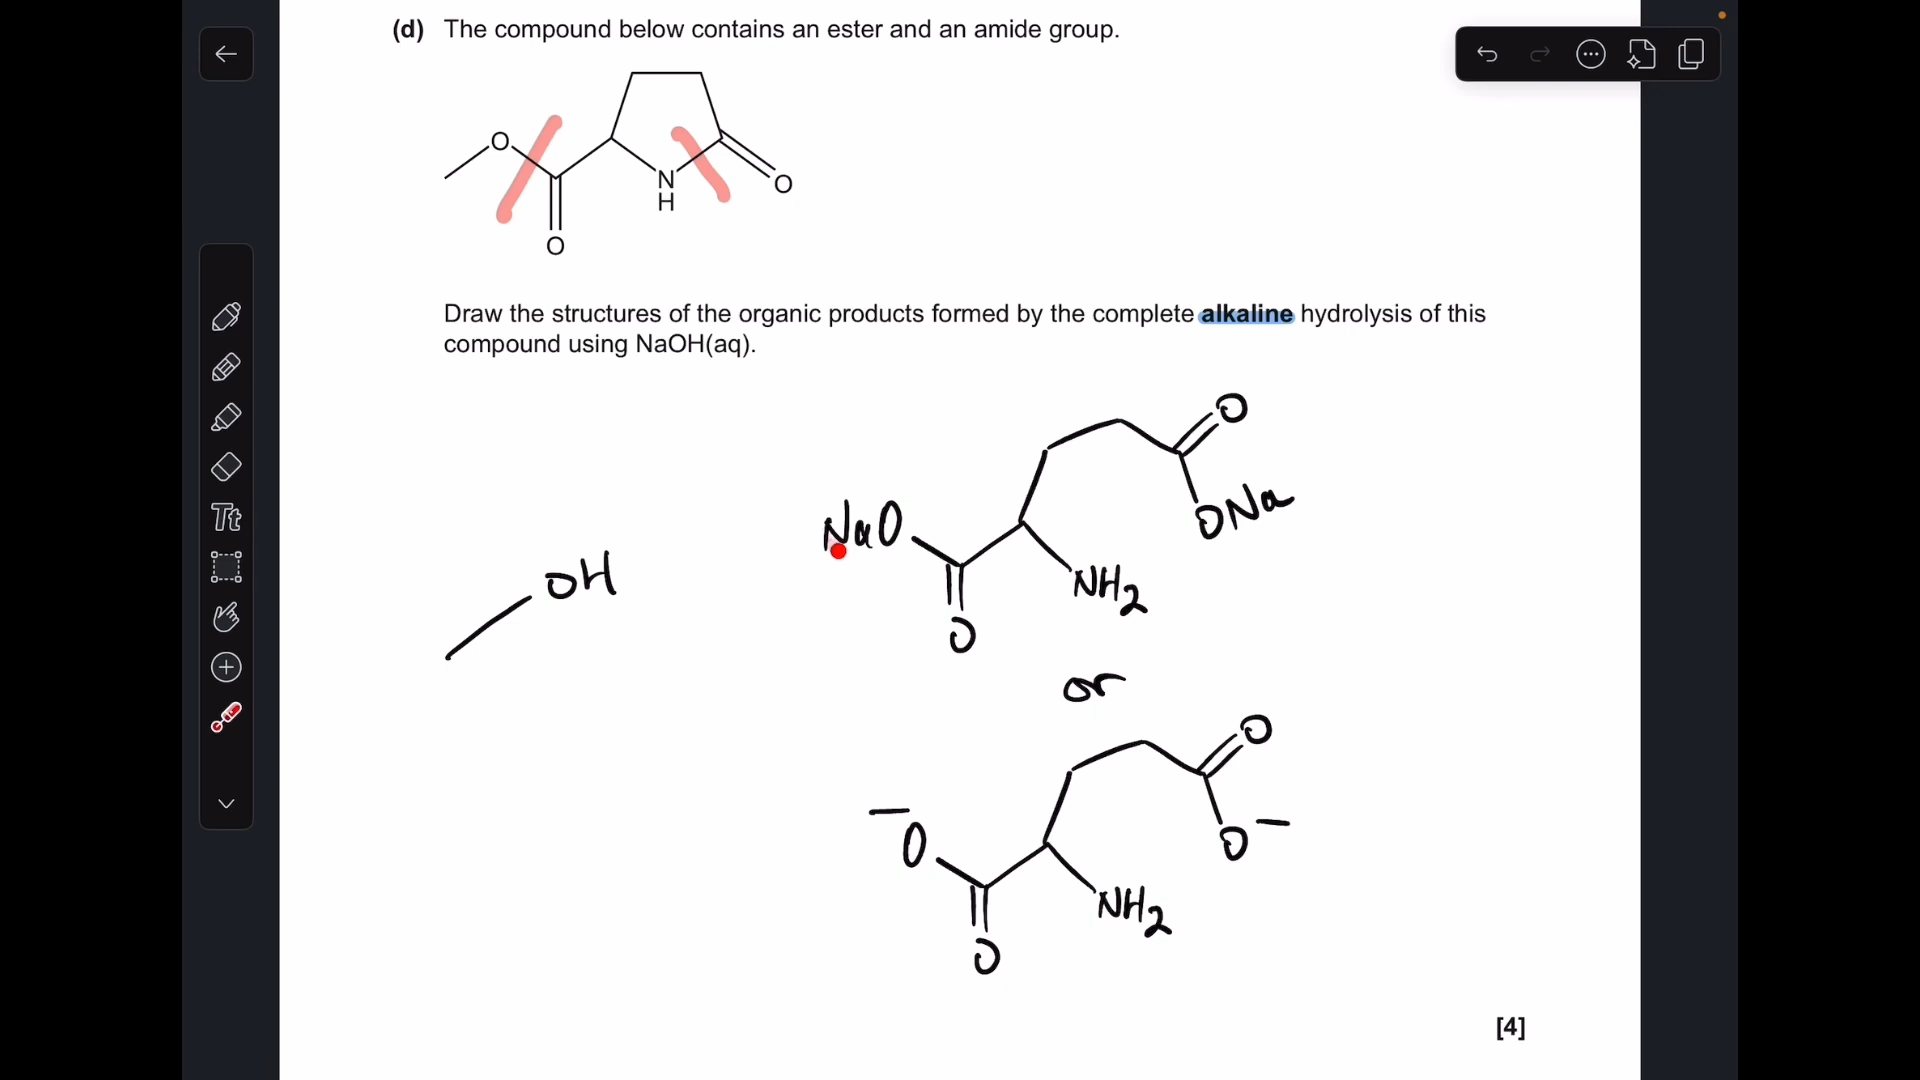 (d) The compound below contains an ester and an amide group.
O
N
H
O
O
Draw the structures of the organic products formed by the complete alkaline hydrolysis of this
compound using NaOH(aq).
O
NaO
ONa
OH
NH2
O
or
O
O
–
–
O
NH2
O
[4]
Tt